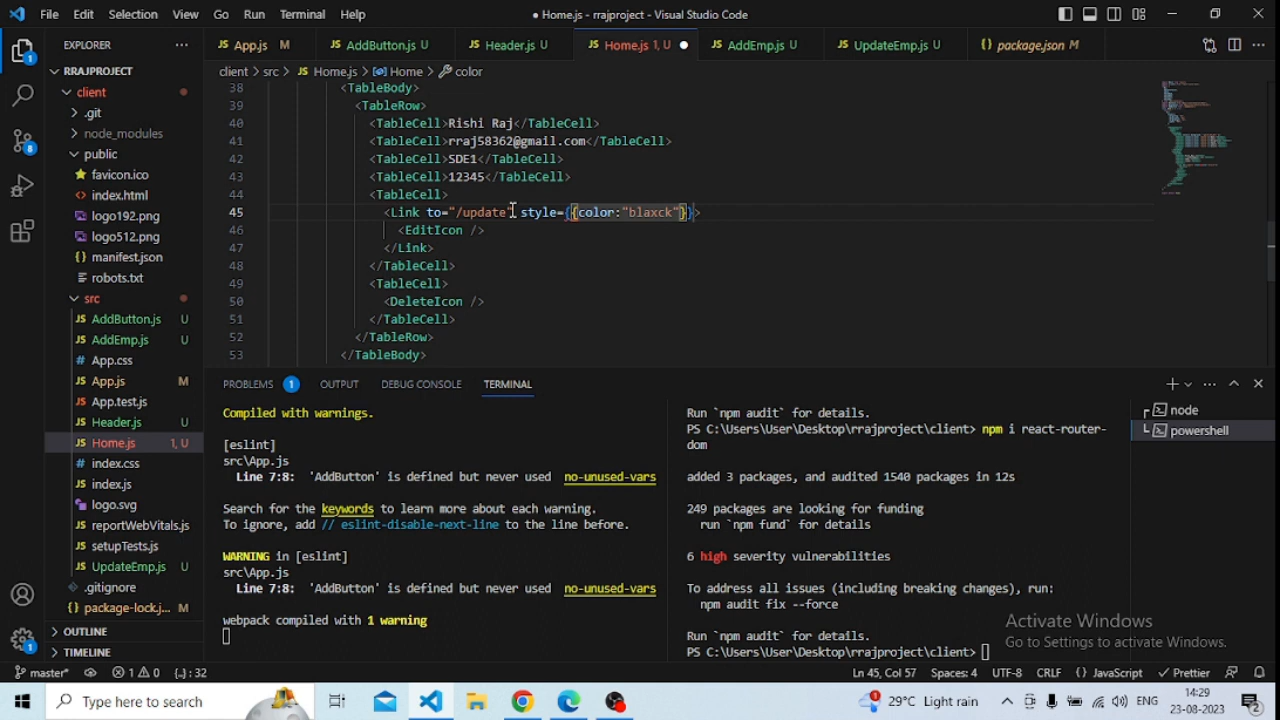 File Edit Selection View Go Run Terminal Help
● Home.js - rrajproject - Visual Studio Code
EXPLORER
App.js M
AddButton.js U
Header.js U
Home.js 1, U
AddEmp.js U
UpdateEmp.js U
package.json M
RRAJPROJECT
client
.git
node_modules
public
favicon.ico
index.html
logo192.png
logo512.png
manifest.json
robots.txt
src
AddButton.js U
AddEmp.js U
App.css
App.js M
App.test.js
Header.js U
Home.js 1, U
index.css
index.js
logo.svg
reportWebVitals.js
setupTests.js
UpdateEmp.js U
.gitignore
package-lock.j... M
OUTLINE
TIMELINE
client > src > Home.js > Home > color
38 <TableBody>
39 <TableRow>
40 <TableCell>Rishi Raj</TableCell>
41 <TableCell>rraj58362@gmail.com</TableCell>
42 <TableCell>SDE1</TableCell>
43 <TableCell>12345</TableCell>
44 <TableCell>
45 <Link to="/update" style={{color:"blaxck"}}>
46 <EditIcon />
47 </Link>
48 </TableCell>
49 <TableCell>
50 <DeleteIcon />
51 </TableCell>
52 </TableRow>
53 </TableBody>
PROBLEMS 1 OUTPUT DEBUG CONSOLE TERMINAL
Compiled with warnings.
[eslint]
src\App.js
Line 7:8: 'AddButton' is defined but never used no-unused-vars
Search for the keywords to learn more about each warning.
To ignore, add // eslint-disable-next-line to the line before.
WARNING in [eslint]
src\App.js
Line 7:8: 'AddButton' is defined but never used no-unused-vars
webpack compiled with 1 warning
Run `npm audit` for details.
PS C:\Users\User\Desktop\rrajproject\client> npm i react-router-
dom
added 3 packages, and audited 1540 packages in 12s
249 packages are looking for funding
run `npm fund` for details
6 high severity vulnerabilities
To address all issues (including breaking changes), run:
npm audit fix --force
Run `npm audit` for details.
PS C:\Users\User\Desktop\rrajproject\client>
node
powershell
Activate Windows
Go to Settings to activate Windows.
master* 1 0 {..} : 32
Ln 45, Col 57 Spaces: 4 UTF-8 CRLF {} JavaScript Prettier
Type here to search
29°C Light rain
ENG
14:29
23-08-2023